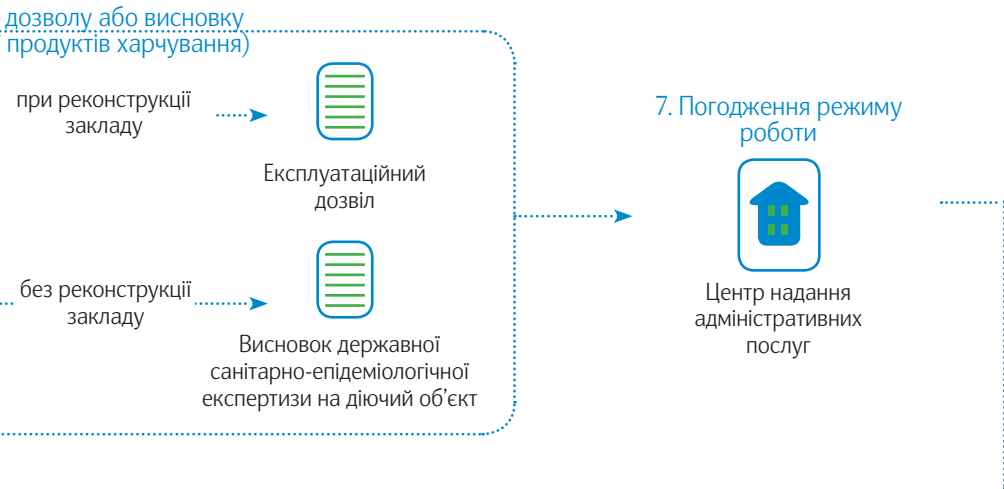 дозволу або висновку
продуктів харчування)
при реконструкції
закладу
Експлуатаційний
дозвіл
без реконструкції
закладу
Висновок державної
санітарно-епідеміологічної
експертизи на діючий об’єкт
7. Погодження режиму
роботи
Центр надання
адміністративних
послуг